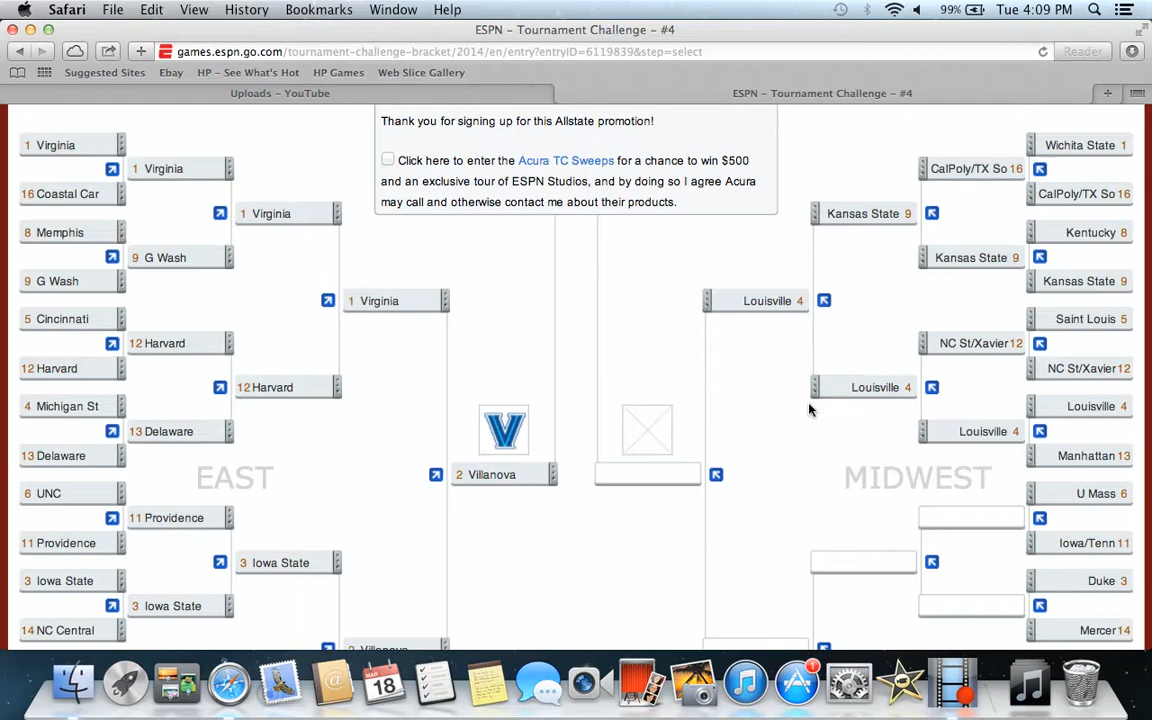 Safari File Edit View History Bookmarks Window Help 99% Tue 4:09 PM
ESPN – Tournament Challenge – #4
games.espn.go.com/tournament-challenge-bracket/2014/en/entry?entryID=6119839&step=select Reader
Suggested Sites Ebay HP – See What's Hot HP Games Web Slice Gallery
Uploads – YouTube ESPN – Tournament Challenge – #4
Thank you for signing up for this Allstate promotion!
Click here to enter the Acura TC Sweeps for a chance to win $500
and an exclusive tour of ESPN Studios, and by doing so I agree Acura
may call and otherwise contact me about their products.
1 Virginia Wichita State 1
1 Virginia CalPoly/TX So 16
16 Coastal Car CalPoly/TX So 16
1 Virginia Kansas State 9
8 Memphis Kentucky 8
9 G Wash Kansas State 9
9 G Wash Kansas State 9
1 Virginia Louisville 4
5 Cincinnati Saint Louis 5
12 Harvard NC St/Xavier 12
12 Harvard NC St/Xavier 12
12 Harvard Louisville 4
4 Michigan St Louisville 4
13 Delaware Louisville 4
V
13 Delaware Manhattan 13
EAST 2 Villanova MIDWEST
6 UNC U Mass 6
11 Providence
11 Providence Iowa/Tenn 11
3 Iowa State
3 Iowa State Duke 3
3 Iowa State
14 NC Central Mercer 14
2 Villanova
MAR
18
1